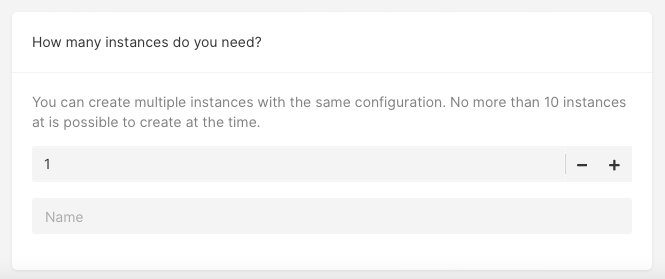 How many instances do you need?
You can create multiple instances with the same configuration. No more than 10 instances
at is possible to create at the time.
1
Name